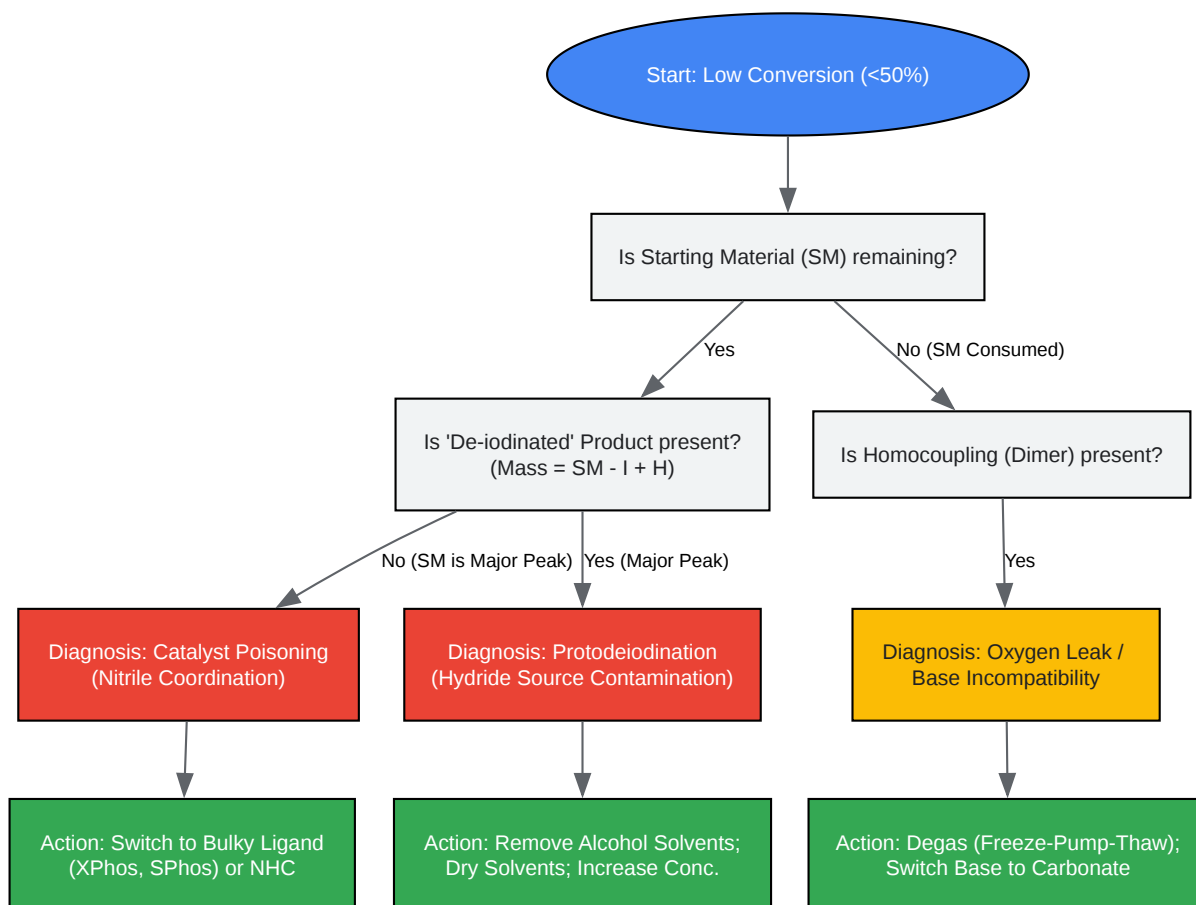 Start: Low Conversion (<50%)
Is Starting Material (SM) remaining?
Yes
No (SM Consumed)
Is 'De-iodinated' Product present?
(Mass = SM - I + H)
Is Homocoupling (Dimer) present?
No (SM is Major Peak)
Yes (Major Peak)
Yes
Diagnosis: Catalyst Poisoning
(Nitrile Coordination)
Diagnosis: Protodeiodination
(Hydride Source Contamination)
Diagnosis: Oxygen Leak /
Base Incompatibility
Action: Switch to Bulky Ligand
(XPhos, SPhos) or NHC
Action: Remove Alcohol Solvents;
Dry Solvents; Increase Conc.
Action: Degas (Freeze-Pump-Thaw);
Switch Base to Carbonate